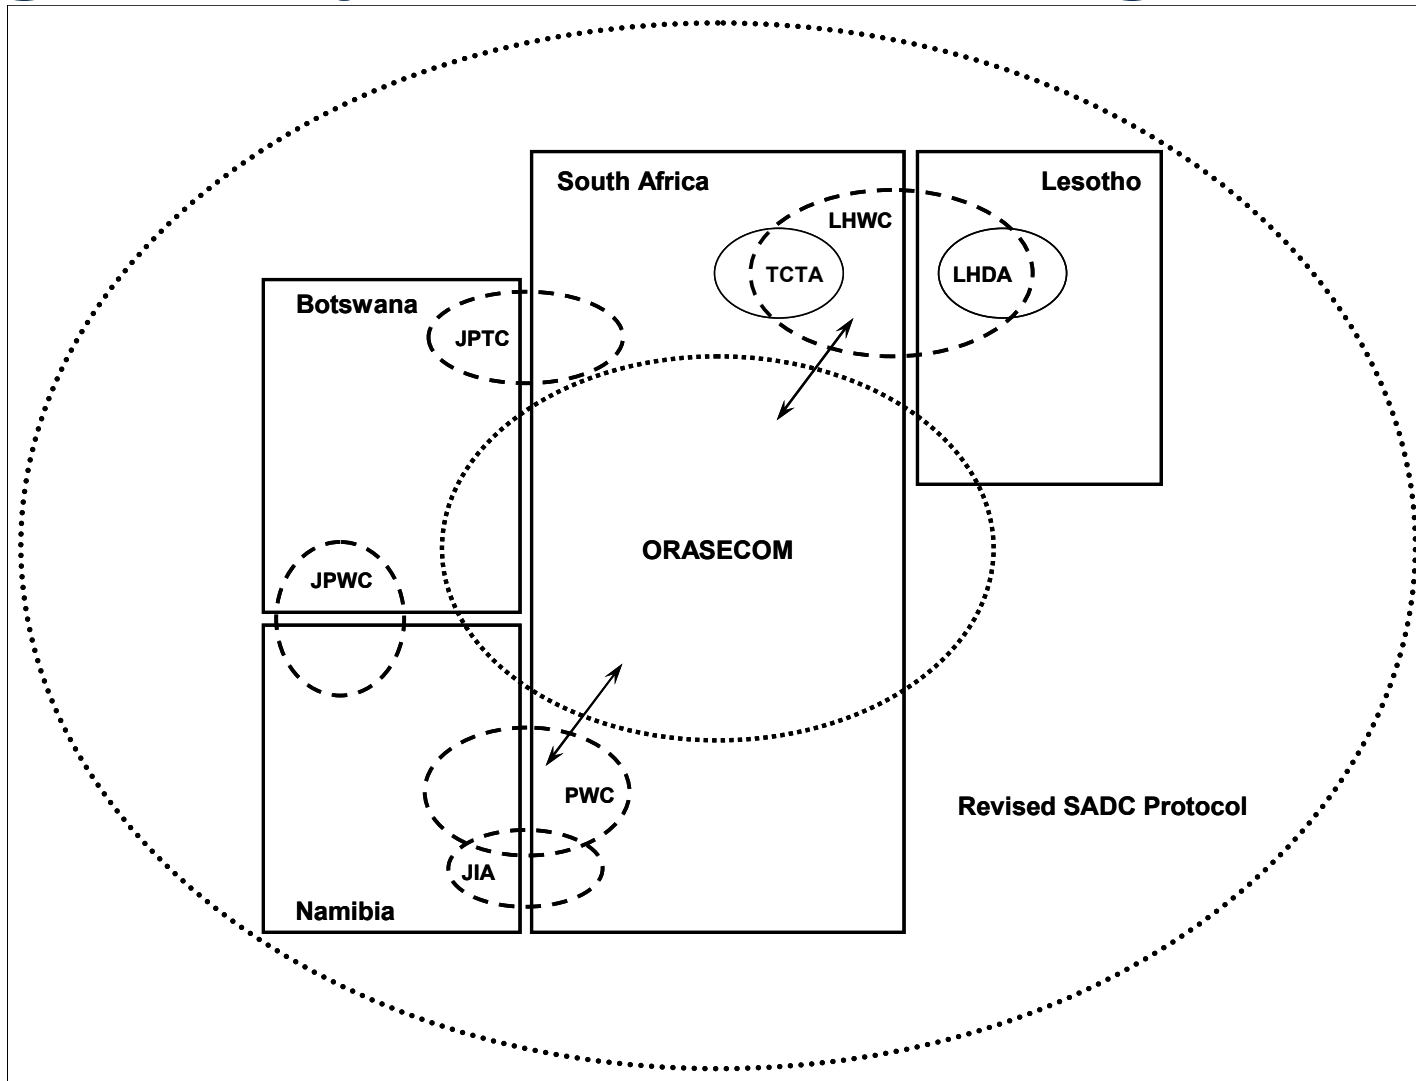 South Africa
Lesotho
LHWC
TCTA
LHDA
Botswana
JPTC
ORASECOM
JPWC
PWC
Revised SADC Protocol
JIA
Namibia